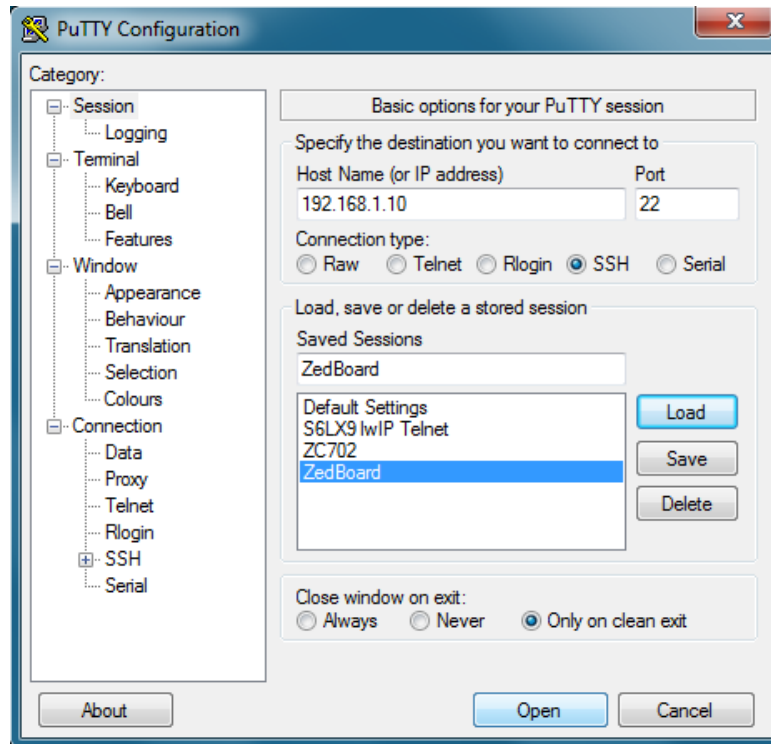 PuTTY Configuration
Category:
Session
Logging
Terminal
Keyboard
Bell
Features
Window
Appearance
Behaviour
Translation
Selection
Colours
Connection
Data
Proxy
Telnet
Rlogin
SSH
Serial
Basic options for your PuTTY session
Specify the destination you want to connect to
Host Name (or IP address) Port
192.168.1.10 22
Connection type:
Raw Telnet Rlogin SSH Serial
Load, save or delete a stored session
Saved Sessions
ZedBoard
Default Settings
S6LX9 lwIP Telnet
ZC702
ZedBoard
Load
Save
Delete
Close window on exit:
Always Never Only on clean exit
About Open Cancel